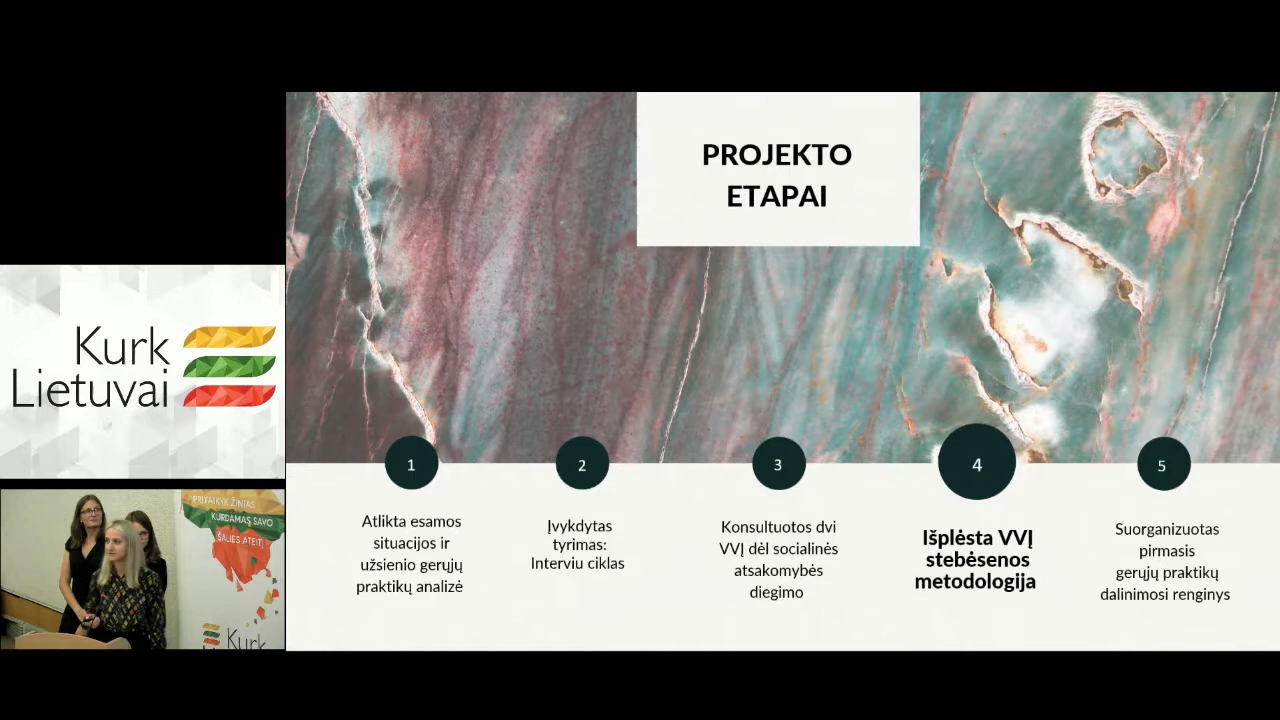 PROJEKTO
ETAPAI
1
Atlikta esamos
situacijos ir
užsienio gerųjų
praktikų analizė
2
Įvykdytas
tyrimas:
Interviu ciklas
3
Konsultuotos dvi
VVĮ dėl socialinės
atsakomybės
diegimo
4
Išplėsta VVĮ
stebėsenos
metodologija
5
Suorganizuotas
pirmasis
gerųjų praktikų
dalinimosi renginys
Kurk
Lietuvai
PRITAIKYK ŽINIAS
KURDAMAS SAVO
ŠALIES ATEITĮ
Kurk